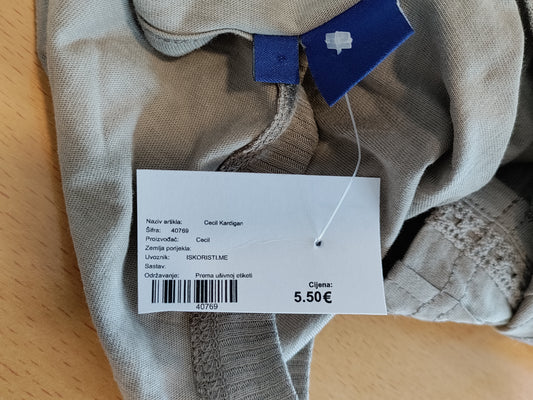 Naziv artikla: Cecil Kardigan
Šifra: 40769
Proizvođač: Cecil
Zemlja porijekla:
Uvoznik: ISKORISTI.ME
Sastav:
Održavanje: Prema ušivnoj etiketi
Cijena:
5.50€
40769